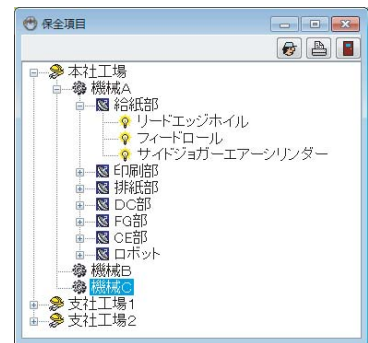 保全項目
本社工場
機械A
給紙部
リードエッジホイル
フィードロール
サイドジョガーエアーシリンダー
印刷部
排紙部
DC部
FG部
CE部
ロボット
機械B
機械C
支社工場1
支社工場2